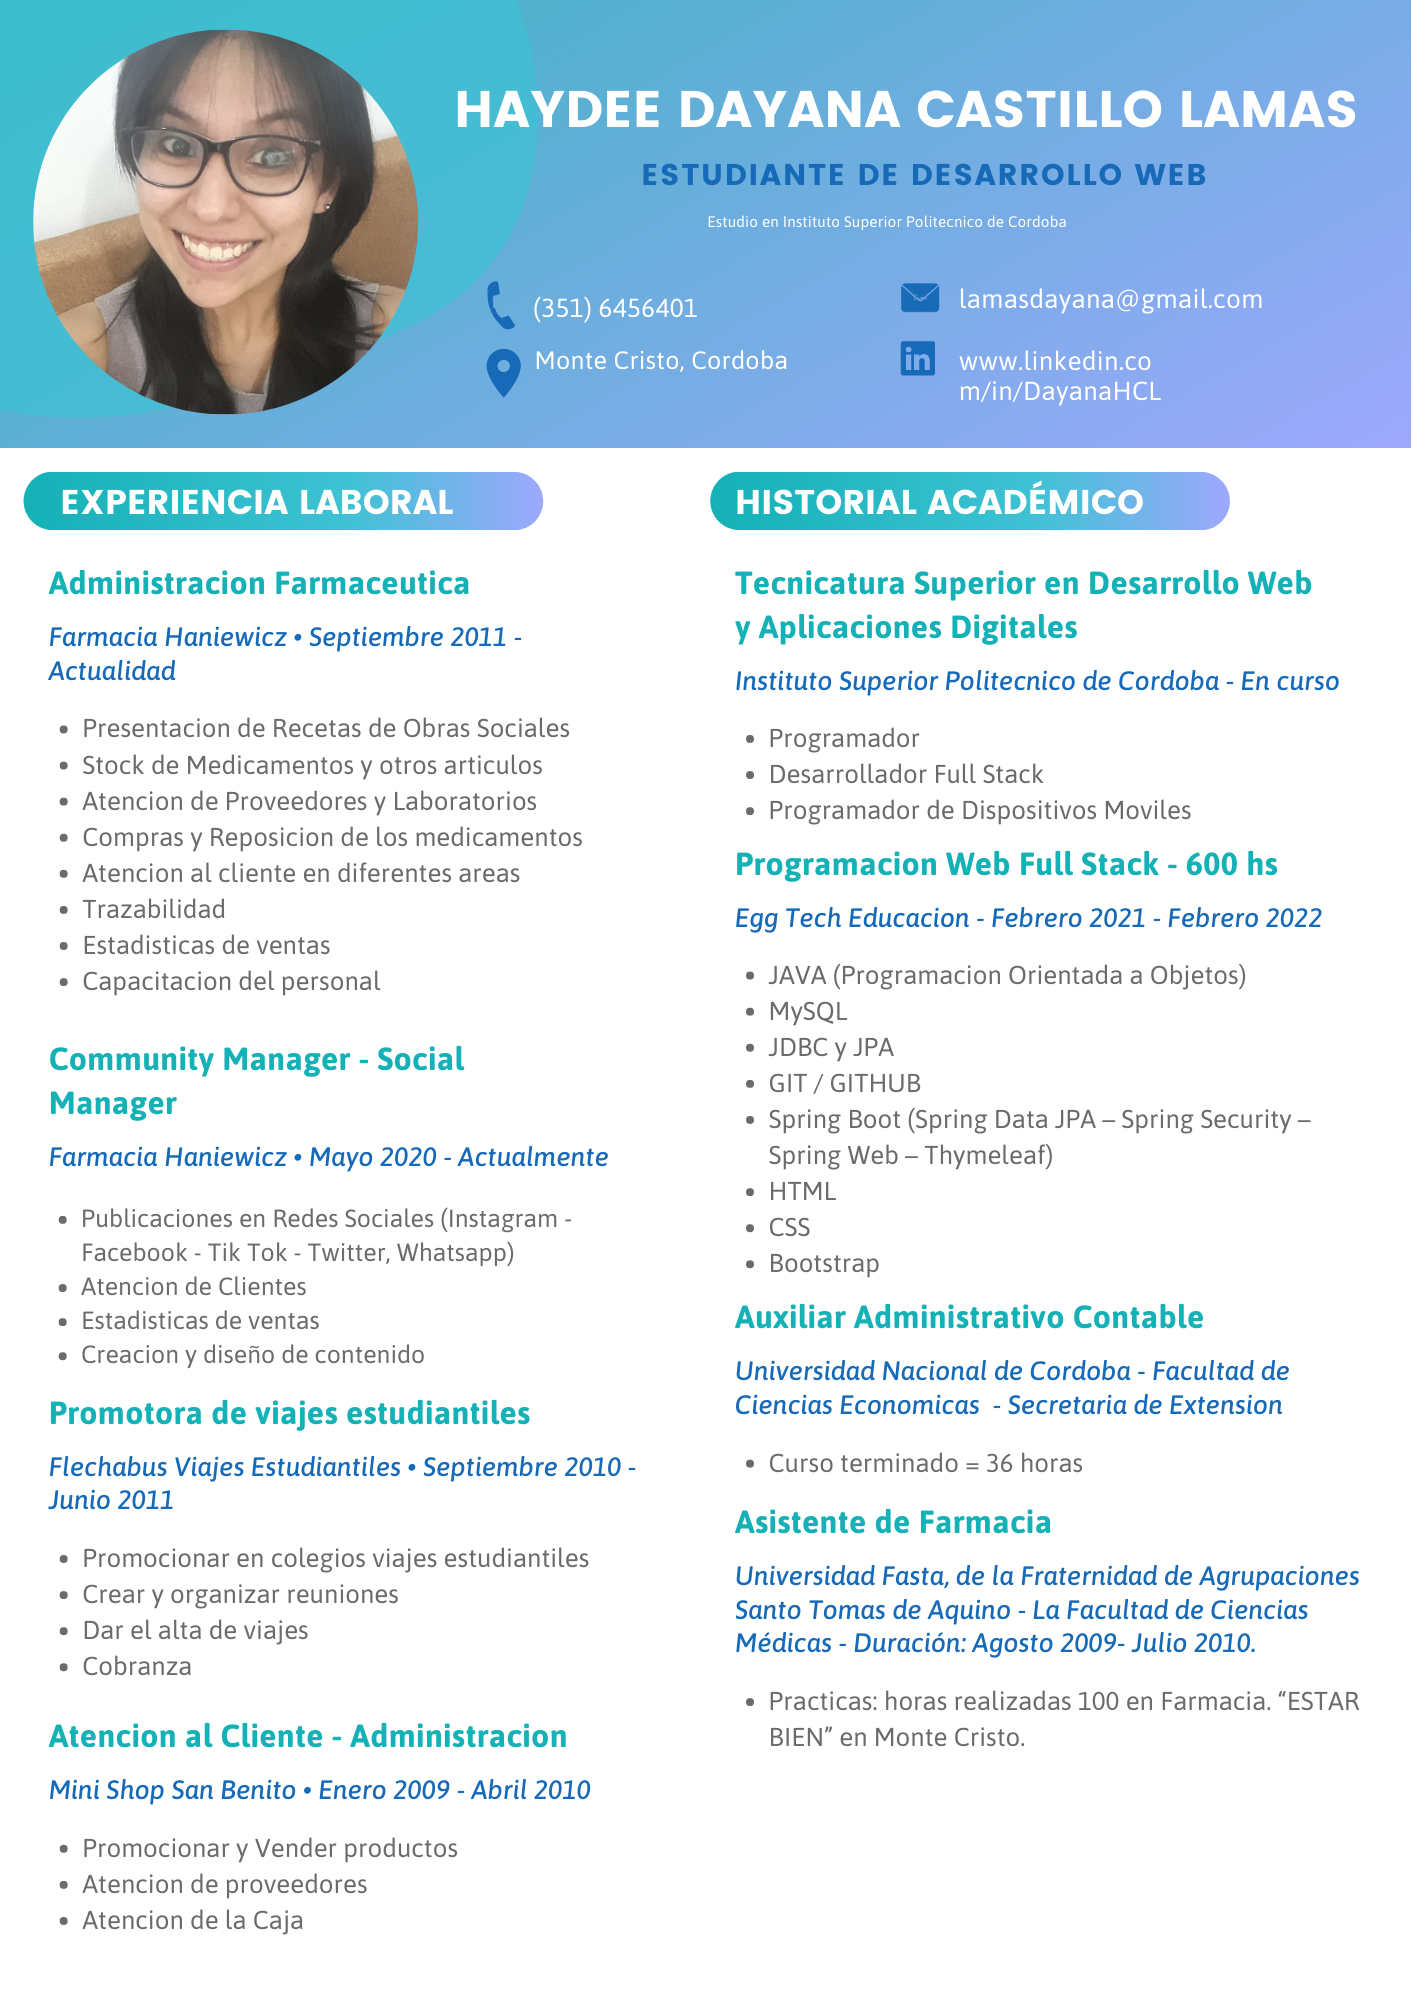 HAYDEE DAYANA CASTILLO LAMAS
ESTUDIANTE DE DESARROLLO WEB
Estudio en Instituto Superior Politecnico de Cordoba
(351) 6456401
Monte Cristo, Cordoba
lamasdayana@gmail.com
www.linkedin.co
m/in/DayanaHCL
EXPERIENCIA LABORAL
Administracion Farmaceutica
Farmacia Haniewicz • Septiembre 2011 -
Actualidad
• Presentacion de Recetas de Obras Sociales
• Stock de Medicamentos y otros articulos
• Atencion de Proveedores y Laboratorios
• Compras y Reposicion de los medicamentos
• Atencion al cliente en diferentes areas
• Trazabilidad
• Estadisticas de ventas
• Capacitacion del personal
Community Manager - Social
Manager
Farmacia Haniewicz • Mayo 2020 - Actualmente
• Publicaciones en Redes Sociales (Instagram -
Facebook - Tik Tok - Twitter, Whatsapp)
• Atencion de Clientes
• Estadisticas de ventas
• Creacion y diseño de contenido
Promotora de viajes estudiantiles
Flechabus Viajes Estudiantiles • Septiembre 2010 -
Junio 2011
• Promocionar en colegios viajes estudiantiles
• Crear y organizar reuniones
• Dar el alta de viajes
• Cobranza
Atencion al Cliente - Administracion
Mini Shop San Benito • Enero 2009 - Abril 2010
• Promocionar y Vender productos
• Atencion de proveedores
• Atencion de la Caja
HISTORIAL ACADÉMICO
Tecnicatura Superior en Desarrollo Web
y Aplicaciones Digitales
Instituto Superior Politecnico de Cordoba - En curso
• Programador
• Desarrollador Full Stack
• Programador de Dispositivos Moviles
Programacion Web Full Stack - 600 hs
Egg Tech Educacion - Febrero 2021 - Febrero 2022
• JAVA (Programacion Orientada a Objetos)
• MySQL
• JDBC y JPA
• GIT / GITHUB
• Spring Boot (Spring Data JPA – Spring Security –
Spring Web – Thymeleaf)
• HTML
• CSS
• Bootstrap
Auxiliar Administrativo Contable
Universidad Nacional de Cordoba - Facultad de
Ciencias Economicas  - Secretaria de Extension
• Curso terminado = 36 horas
Asistente de Farmacia
Universidad Fasta, de la Fraternidad de Agrupaciones
Santo Tomas de Aquino - La Facultad de Ciencias
Médicas - Duración: Agosto 2009- Julio 2010.
• Practicas: horas realizadas 100 en Farmacia. “ESTAR
BIEN” en Monte Cristo.